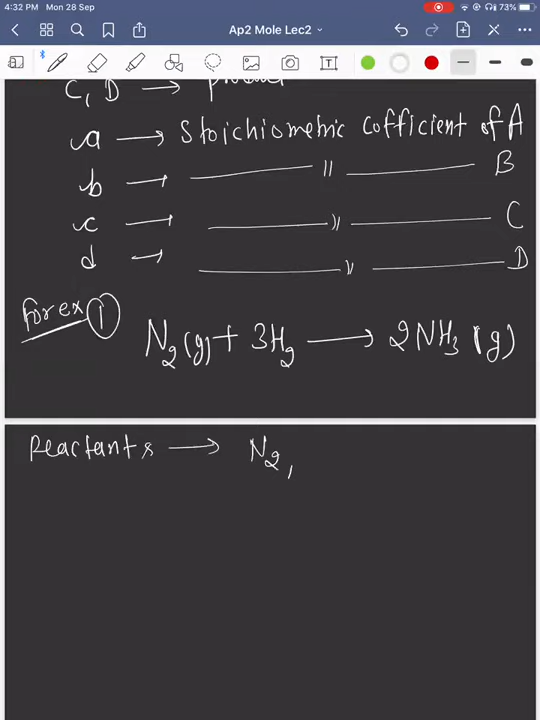 4:32 PM Mon 28 Sep
73%
Ap2 Mole Lec2
T
C, D → product
a → Stoichiometric cofficient of A
b → —— 〃 —— B
c → —— 〃 —— C
d → —— 〃 —— D
For ex ① N₂(g) + 3H₂ → 2NH₃ (g)
Reactants → N₂,